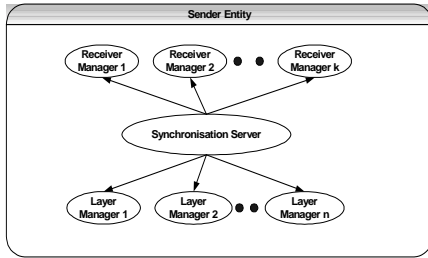 Sender Entity
Receiver
Manager 1
Receiver
Manager 2
Receiver
Manager k
Synchronisation Server
Layer
Manager 1
Layer
Manager 2
Layer
Manager n